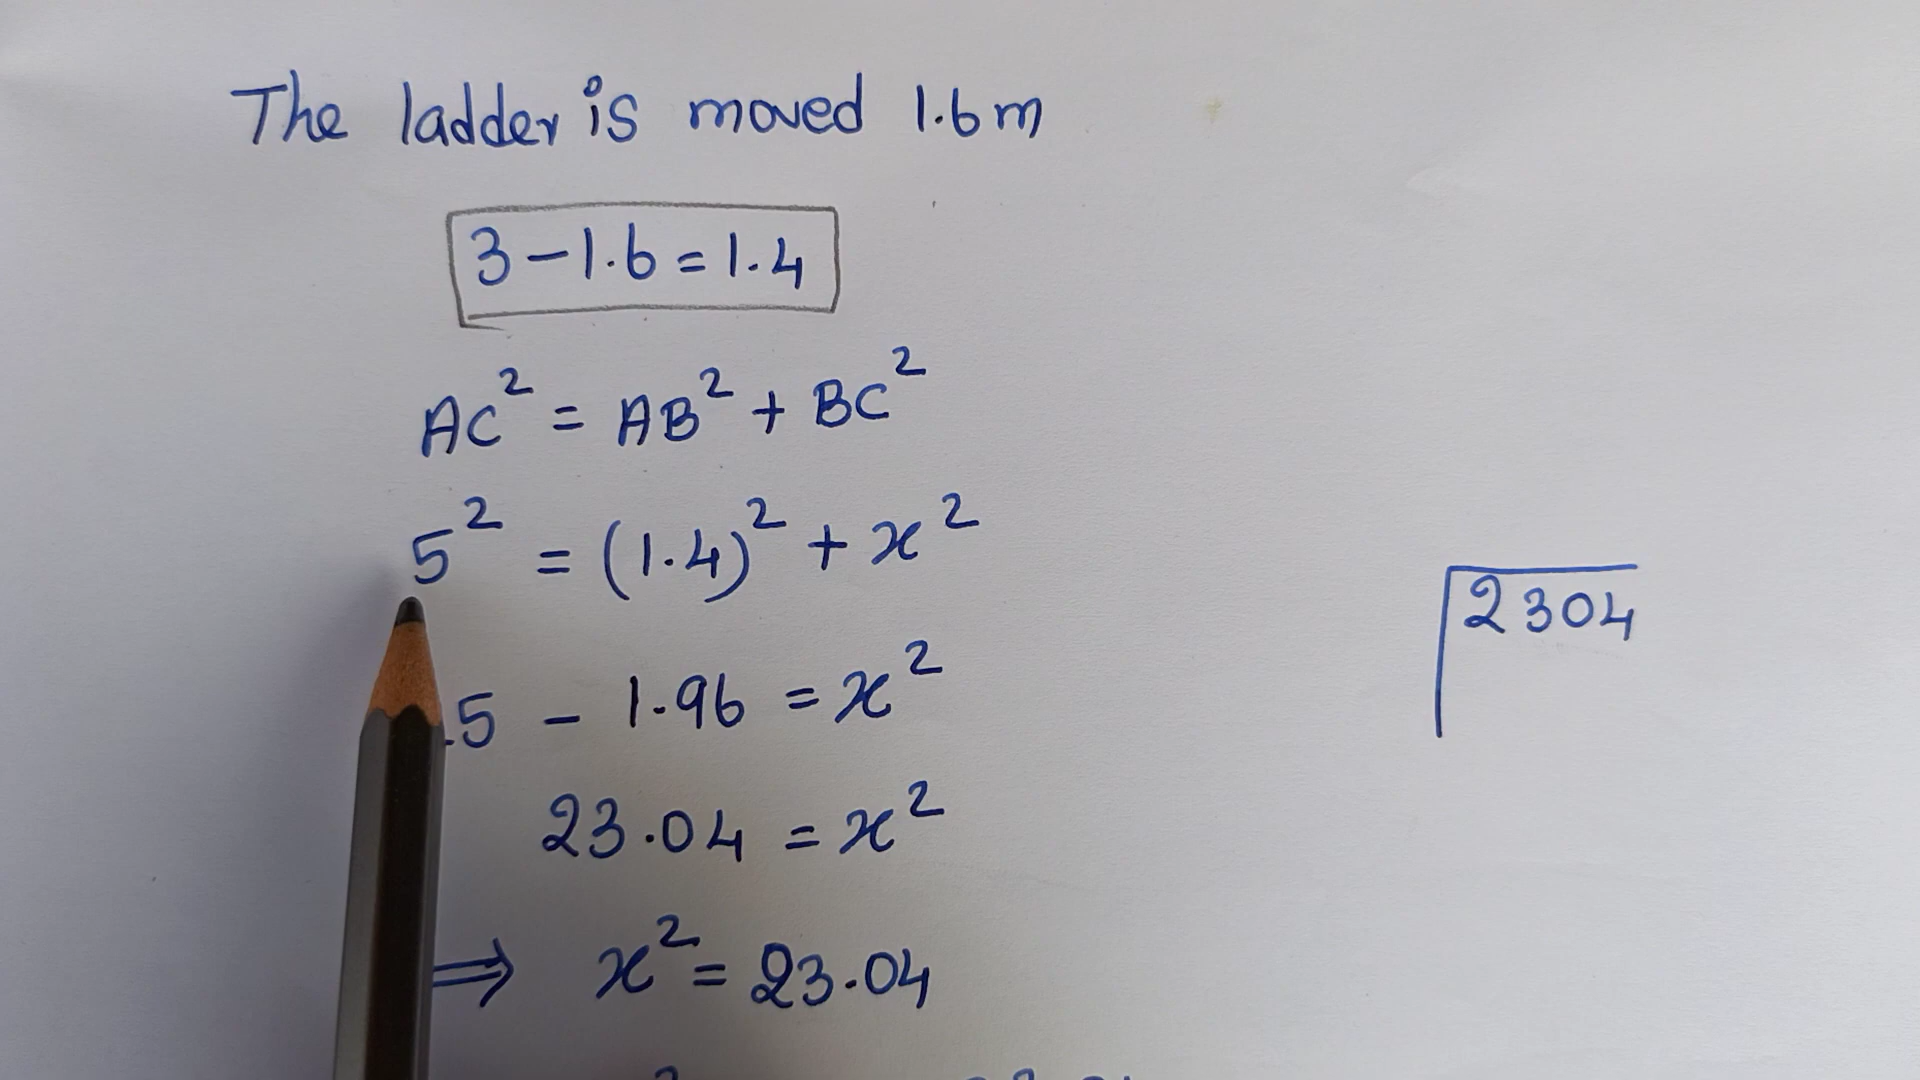 The ladder is moved 1.6m
3-1.6=1.4
AC² = AB² + BC²
5² = (1.4)² + x²
.5 - 1.96 = x²
23.04 = x²
⇒ x² = 23.04
2304